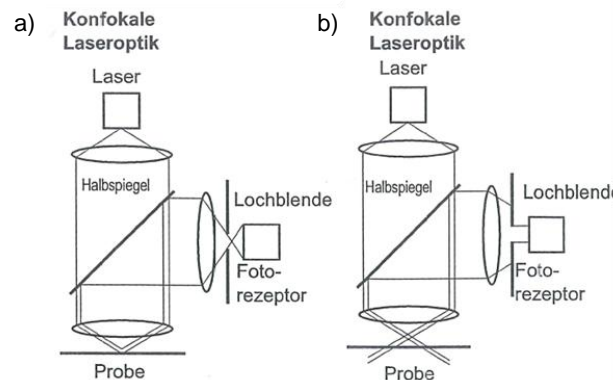 a)
Konfokale
Laseroptik
Laser
Halbspiegel
Lochblende
Foto-
rezeptor
Probe
b)
Konfokale
Laseroptik
Laser
Halbspiegel
Lochblende
Foto-
rezeptor
Probe